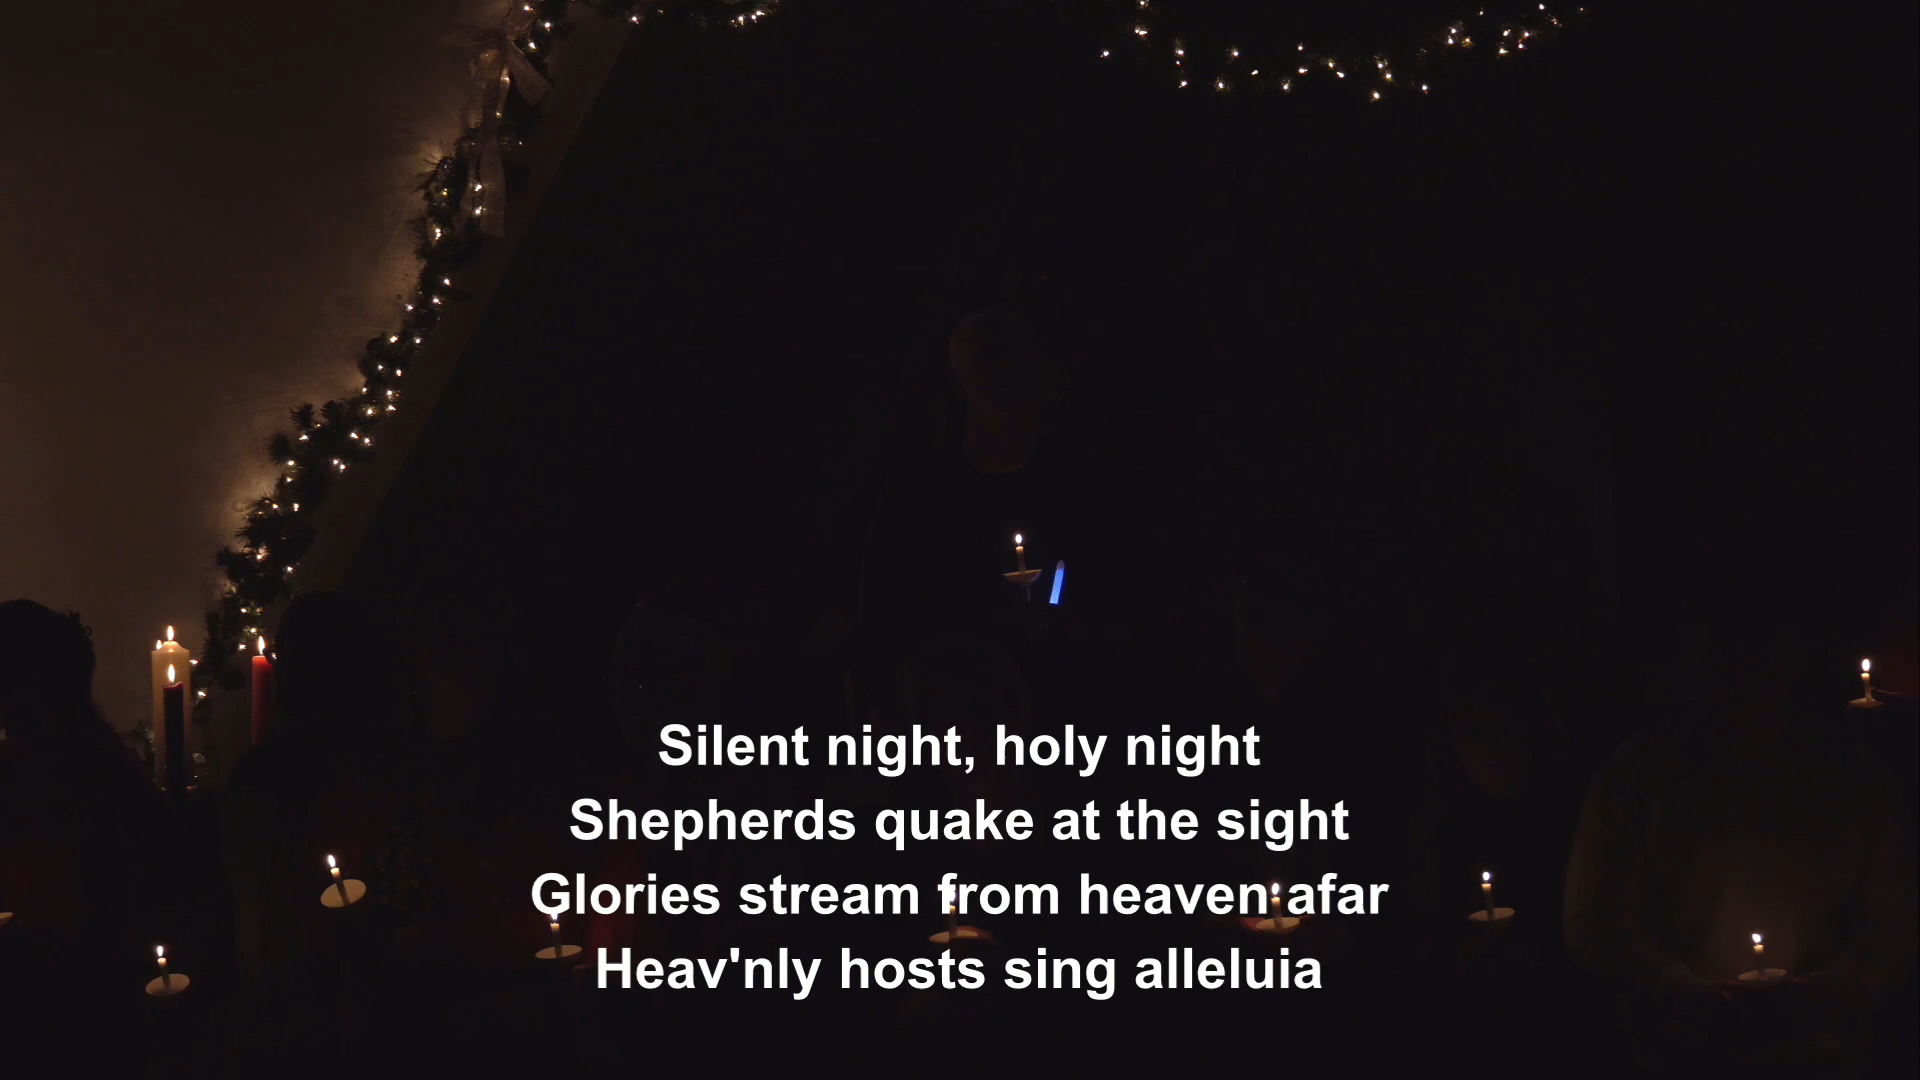 Silent night, holy night
Shepherds quake at the sight
Glories stream from heaven afar
Heav'nly hosts sing alleluia